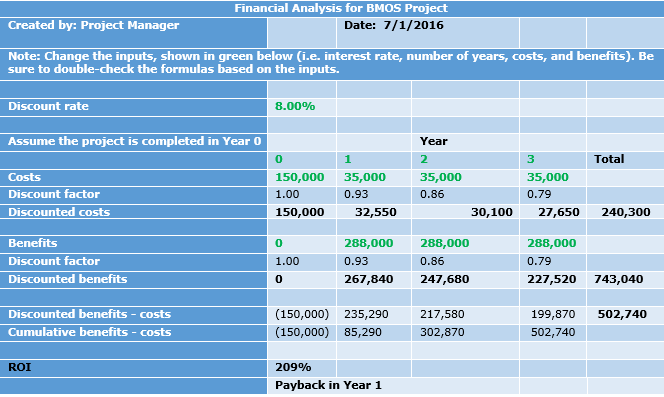 Financial Analysis for BMOS Project
Created by: Project Manager Date: 7/1/2016
Note: Change the inputs, shown in green below (i.e. interest rate, number of years, costs, and benefits). Be
sure to double-check the formulas based on the inputs.
Discount rate 8.00%
Assume the project is completed in Year 0 Year
0 1 2 3 Total
Costs 150,000 35,000 35,000 35,000
Discount factor 1.00 0.93 0.86 0.79
Discounted costs 150,000 32,550 30,100 27,650 240,300
Benefits 0 288,000 288,000 288,000
Discount factor 1.00 0.93 0.86 0.79
Discounted benefits 0 267,840 247,680 227,520 743,040
Discounted benefits - costs (150,000) 235,290 217,580 199,870 502,740
Cumulative benefits - costs (150,000) 85,290 302,870 502,740
ROI 209%
Payback in Year 1